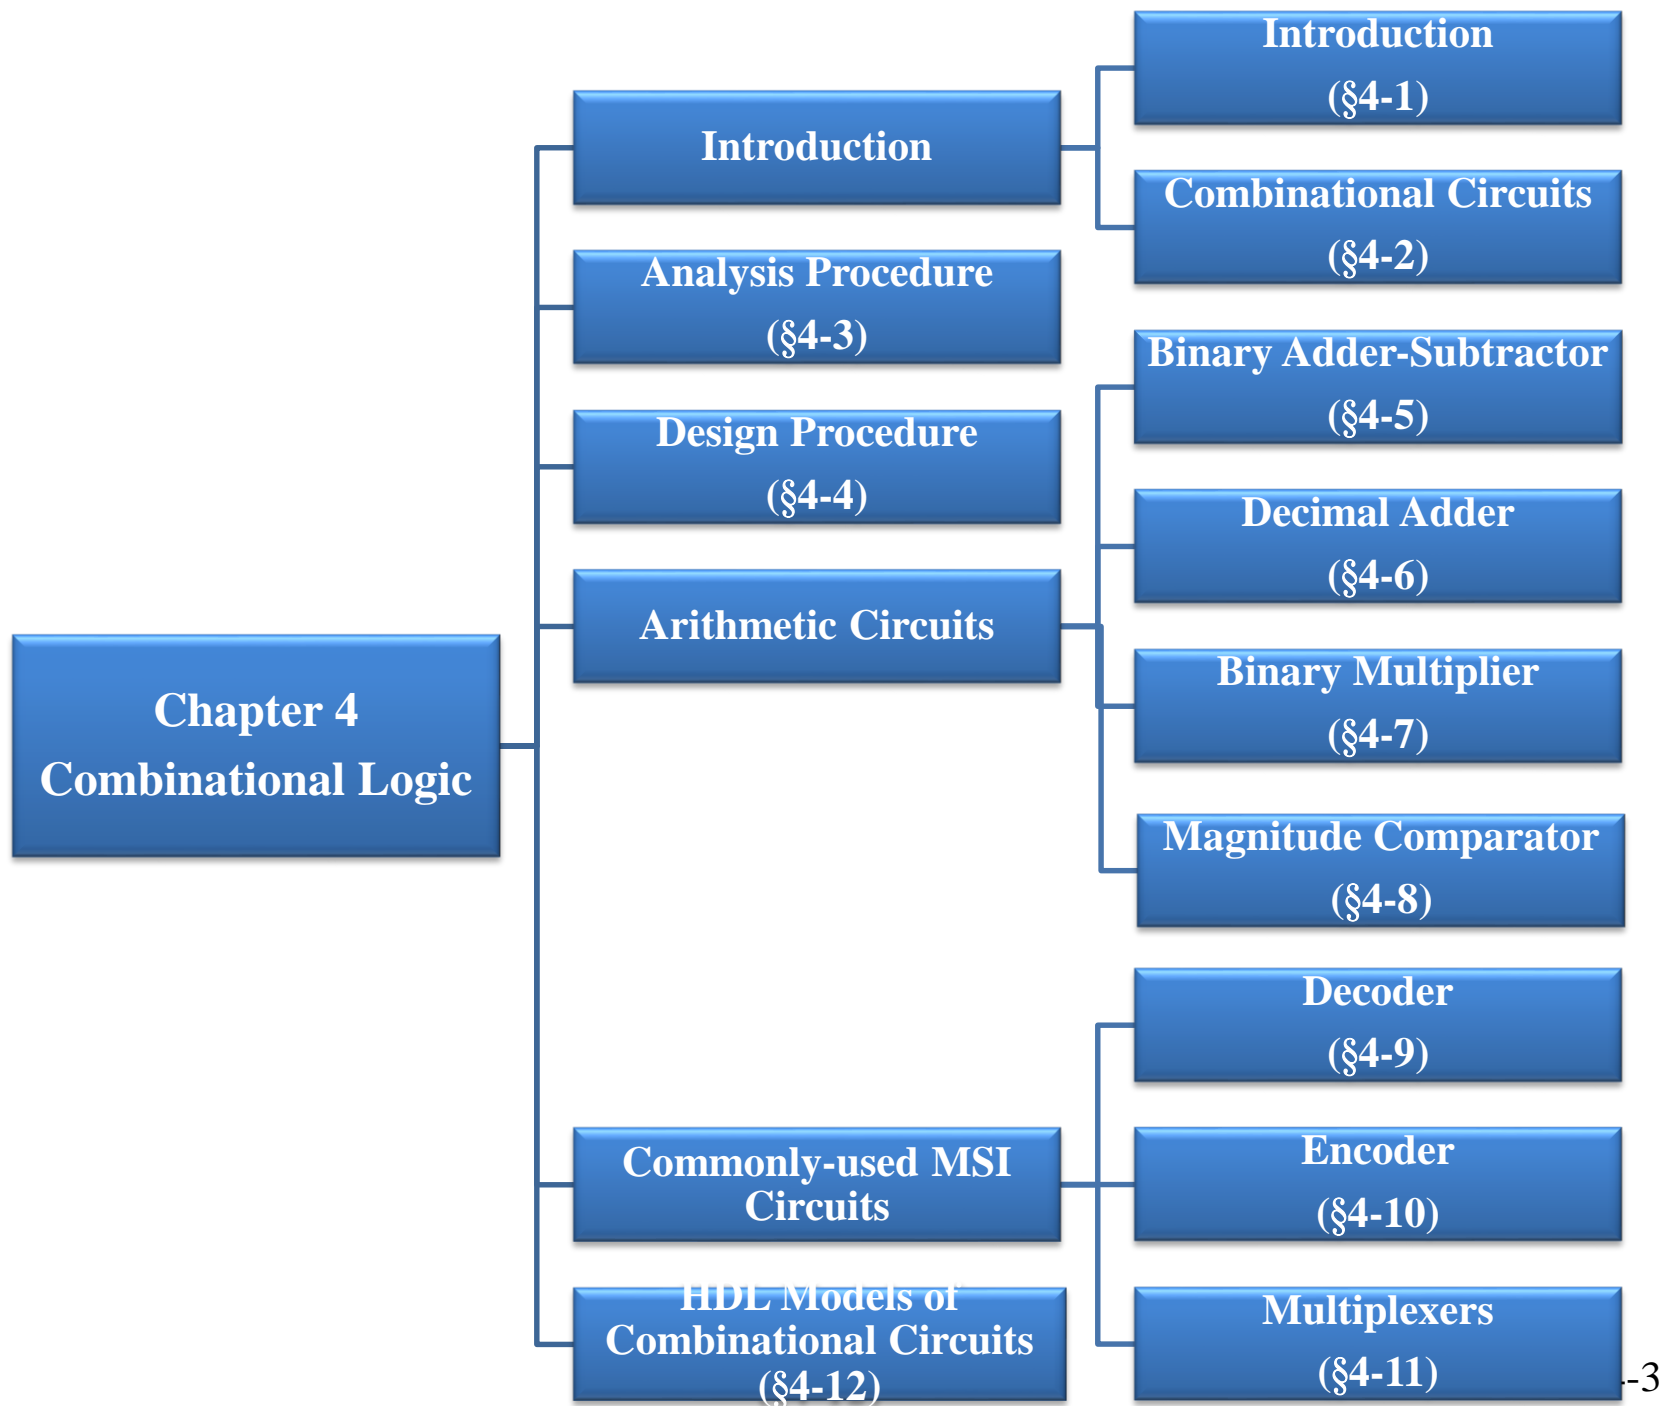 Chapter 4
Combinational Logic
Introduction
Introduction
(§4-1)
Combinational Circuits
(§4-2)
Analysis Procedure
(§4-3)
Design Procedure
(§4-4)
Arithmetic Circuits
Binary Adder-Subtractor
(§4-5)
Decimal Adder
(§4-6)
Binary Multiplier
(§4-7)
Magnitude Comparator
(§4-8)
Commonly-used MSI
Circuits
Decoder
(§4-9)
Encoder
(§4-10)
Multiplexers
(§4-11)
HDL Models of
Combinational Circuits
(§4-12)
-3